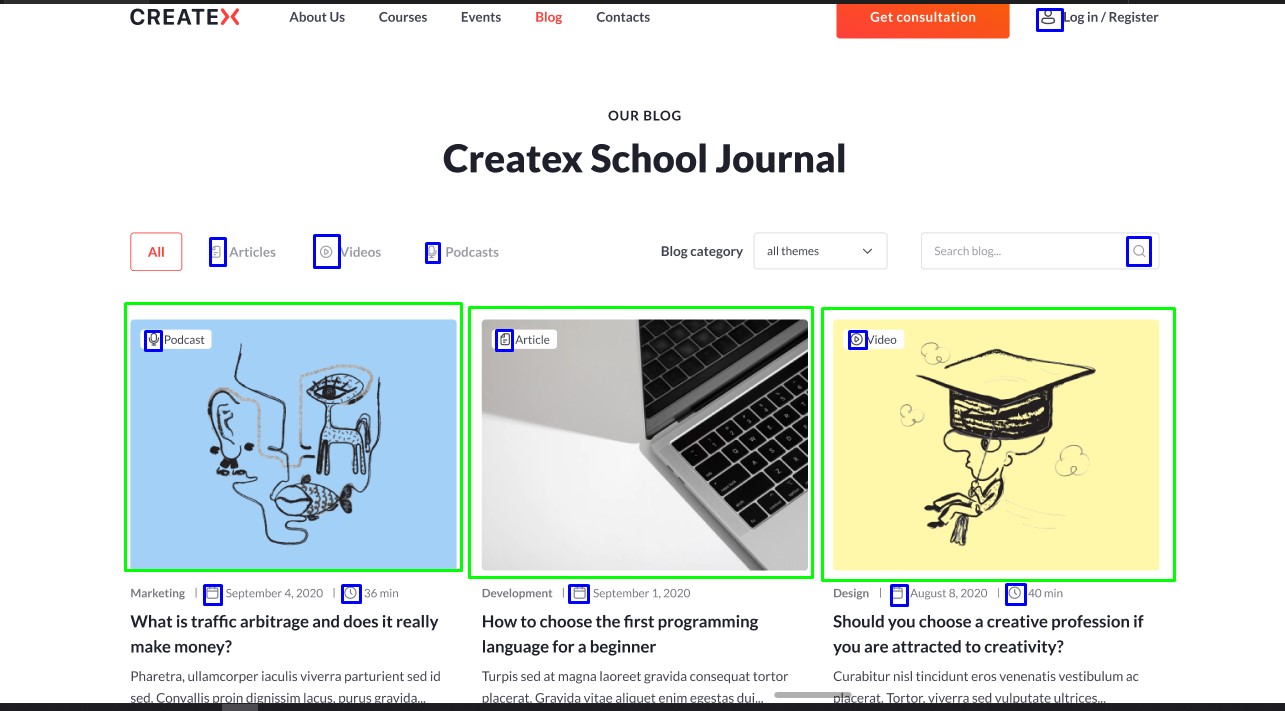 CREATEX About Us Courses Events Blog Contacts Get consultation Log in / Register
OUR BLOG
Createx School Journal
All Articles Videos Podcasts Blog category all themes Search blog...
Podcast Article Video
Marketing | September 4, 2020 | 36 min
What is traffic arbitrage and does it really
make money?
Pharetra, ullamcorper iaculis viverra parturient sed id
sed. Convallis proin dignissim lacus, purus gravida...
Development | September 1, 2020
How to choose the first programming
language for a beginner
Turpis sed at magna laoreet gravida consequat tortor
placerat. Gravida vitae aliquet enim egestas dui...
Design | August 8, 2020 | 40 min
Should you choose a creative profession if
you are attracted to creativity?
Curabitur nisl tincidunt eros venenatis vestibulum ac
placerat. Tortor, viverra sed vulputate ultrices...